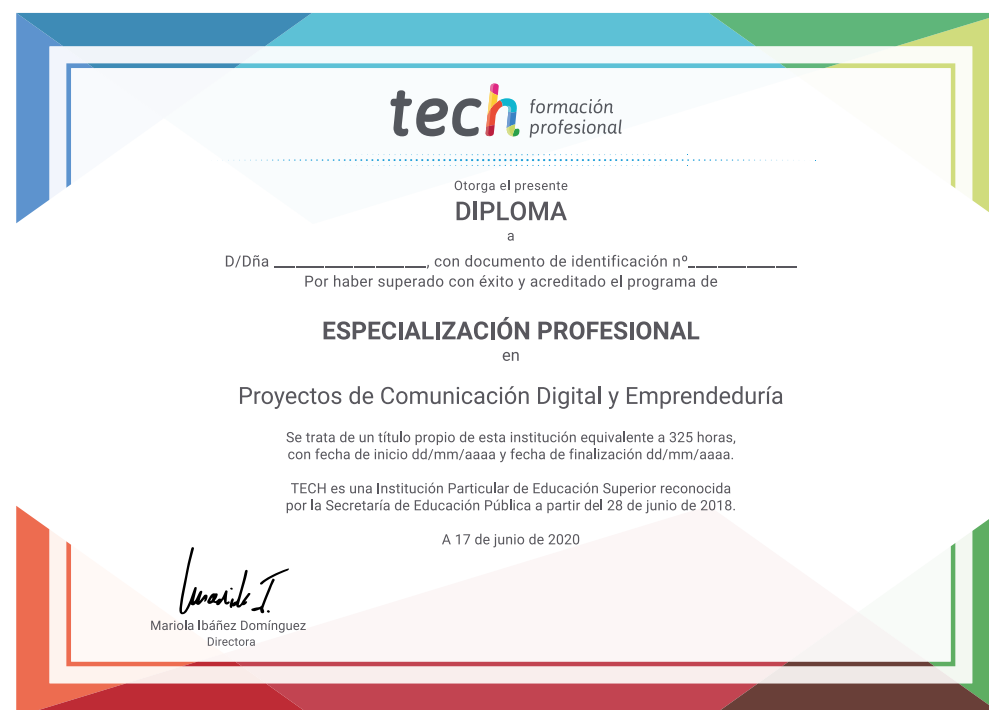 tech formación
profesional
Otorga el presente
DIPLOMA
a
D/Dña ______________, con documento de identificación nº__________
Por haber superado con éxito y acreditado el programa de
ESPECIALIZACIÓN PROFESIONAL
en
Proyectos de Comunicación Digital y Emprendeduría
Se trata de un título propio de esta institución equivalente a 325 horas,
con fecha de inicio dd/mm/aaaa y fecha de finalización dd/mm/aaaa.
TECH es una Institución Particular de Educación Superior reconocida
por la Secretaría de Educación Pública a partir del 28 de junio de 2018.
A 17 de junio de 2020
Mariola Ibáñez Domínguez
Directora